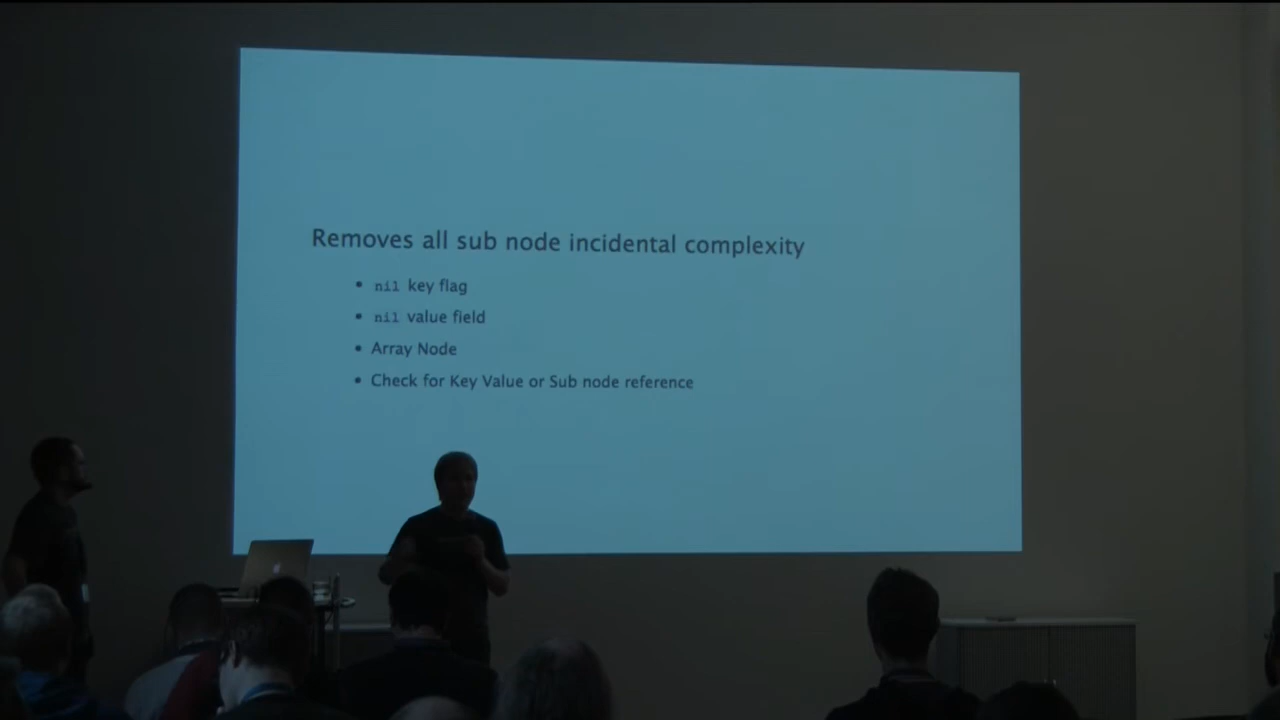 Removes all sub node incidental complexity
• nil key flag
• nil value field
• Array Node
• Check for Key Value or Sub node reference